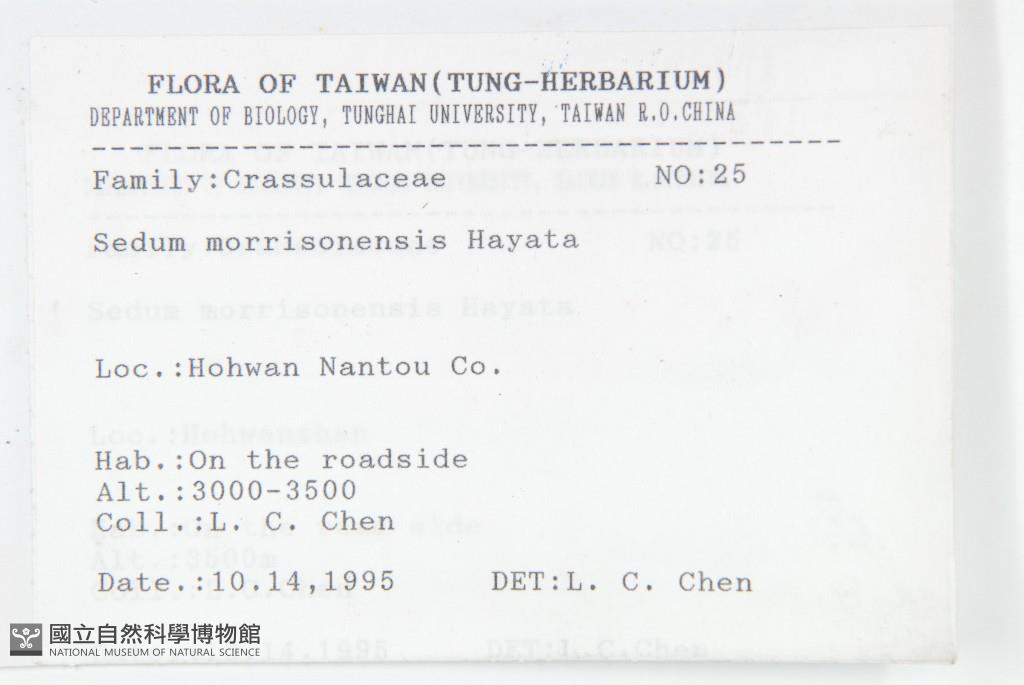 FLORA OF TAIWAN(TUNG-HERBARIUM)
DEPARTMENT OF BIOLOGY, TUNGHAI UNIVERSITY, TAIWAN R.O.CHINA
Family:Crassulaceae NO:25
Sedum morrisonensis Hayata
Loc.:Hohwan Nantou Co.
Hab.:On the roadside
Alt.:3000-3500
Coll.:L. C. Chen
Date.:10.14,1995 DET:L. C. Chen
國立自然科學博物館
NATIONAL MUSEUM OF NATURAL SCIENCE